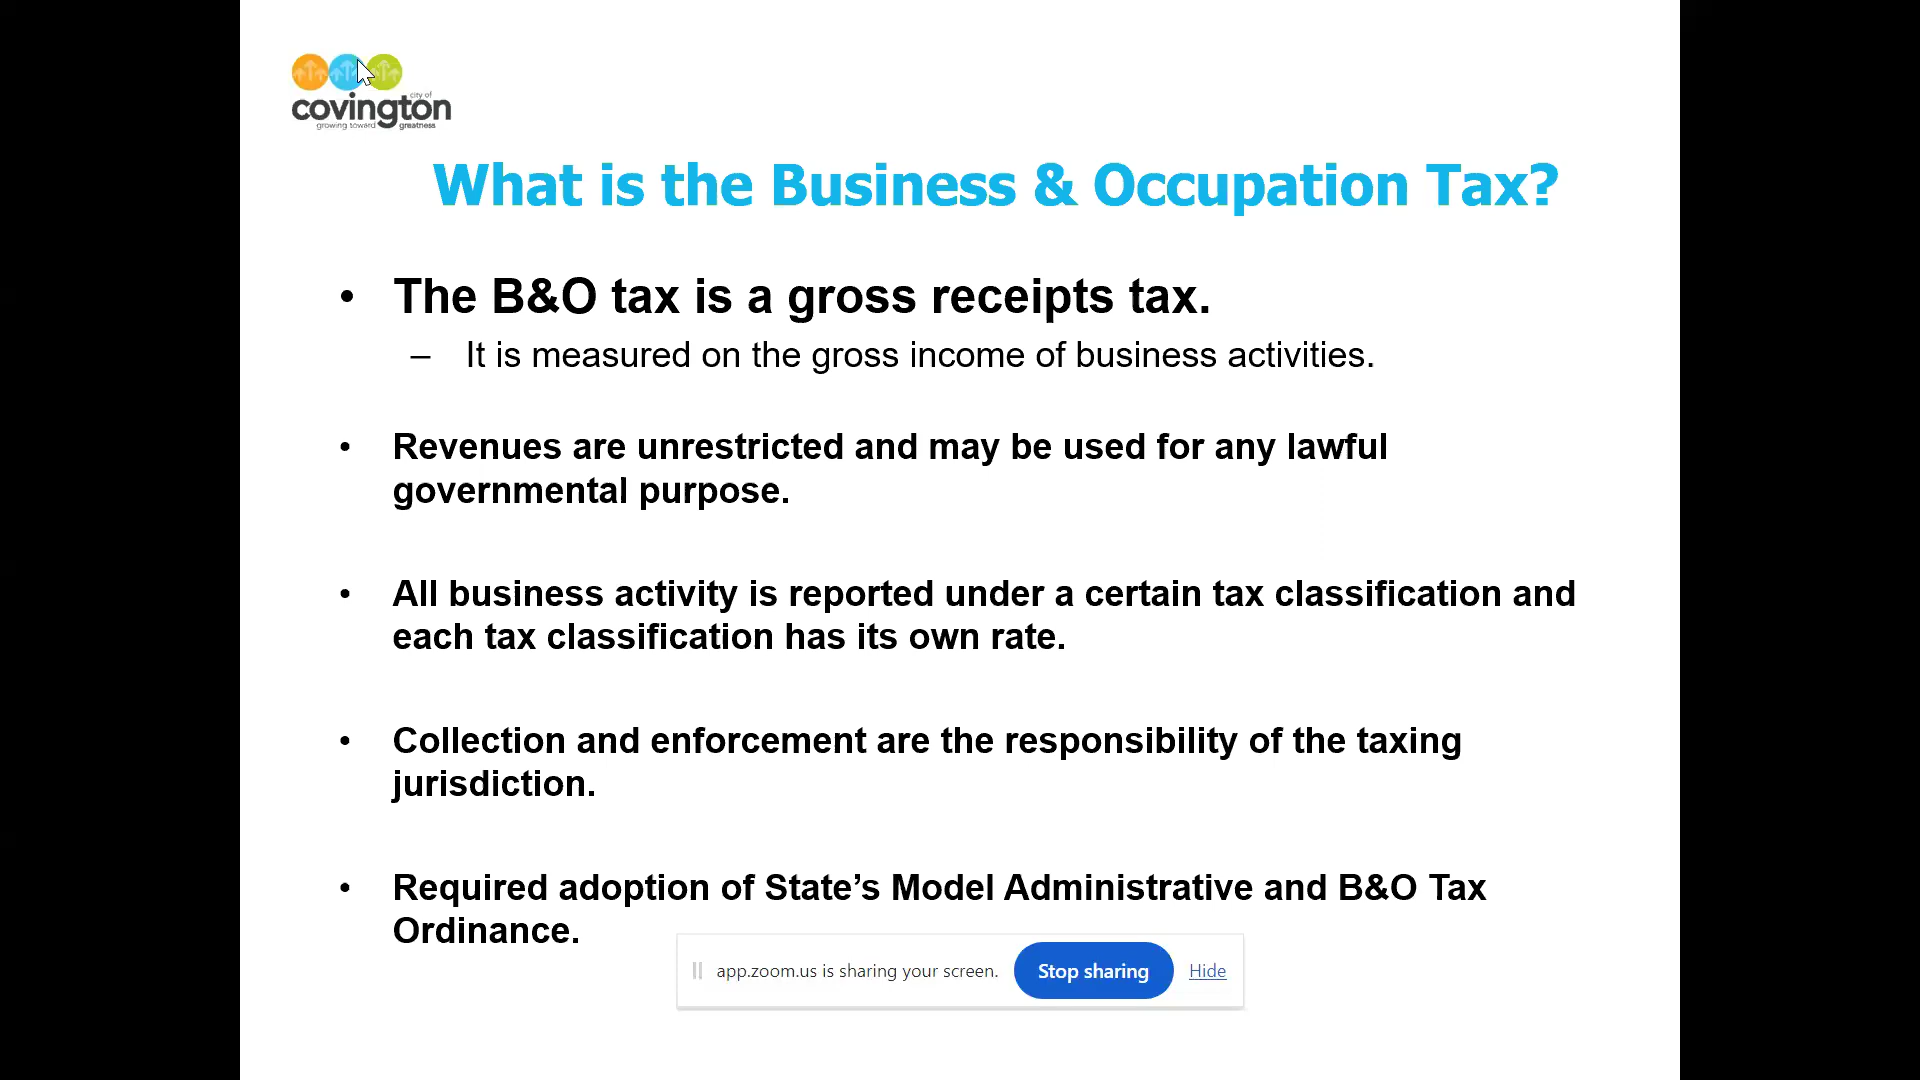 city of
covington
growing toward greatness
What is the Business & Occupation Tax?
• The B&O tax is a gross receipts tax.
– It is measured on the gross income of business activities.
• Revenues are unrestricted and may be used for any lawful
governmental purpose.
• All business activity is reported under a certain tax classification and
each tax classification has its own rate.
• Collection and enforcement are the responsibility of the taxing
jurisdiction.
• Required adoption of State’s Model Administrative and B&O Tax
Ordinance.
app.zoom.us is sharing your screen. Stop sharing Hide